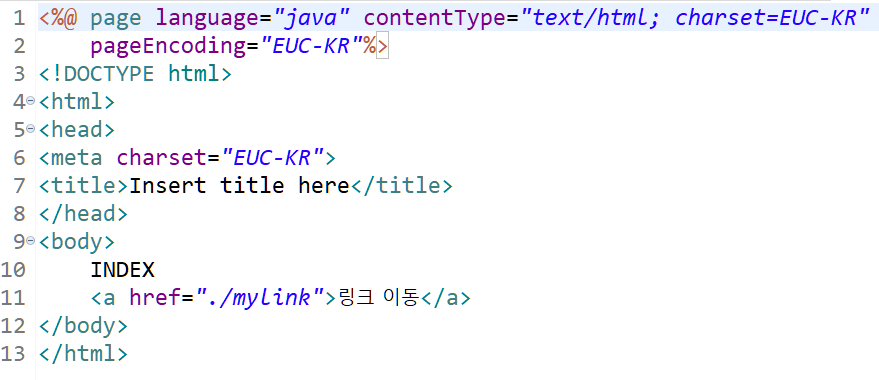 1 <%@ page language="java" contentType="text/html; charset=EUC-KR"
2     pageEncoding="EUC-KR"%>
3 <!DOCTYPE html>
4 <html>
5 <head>
6 <meta charset="EUC-KR">
7 <title>Insert title here</title>
8 </head>
9 <body>
10     INDEX
11     <a href="./mylink">링크 이동</a>
12 </body>
13 </html>